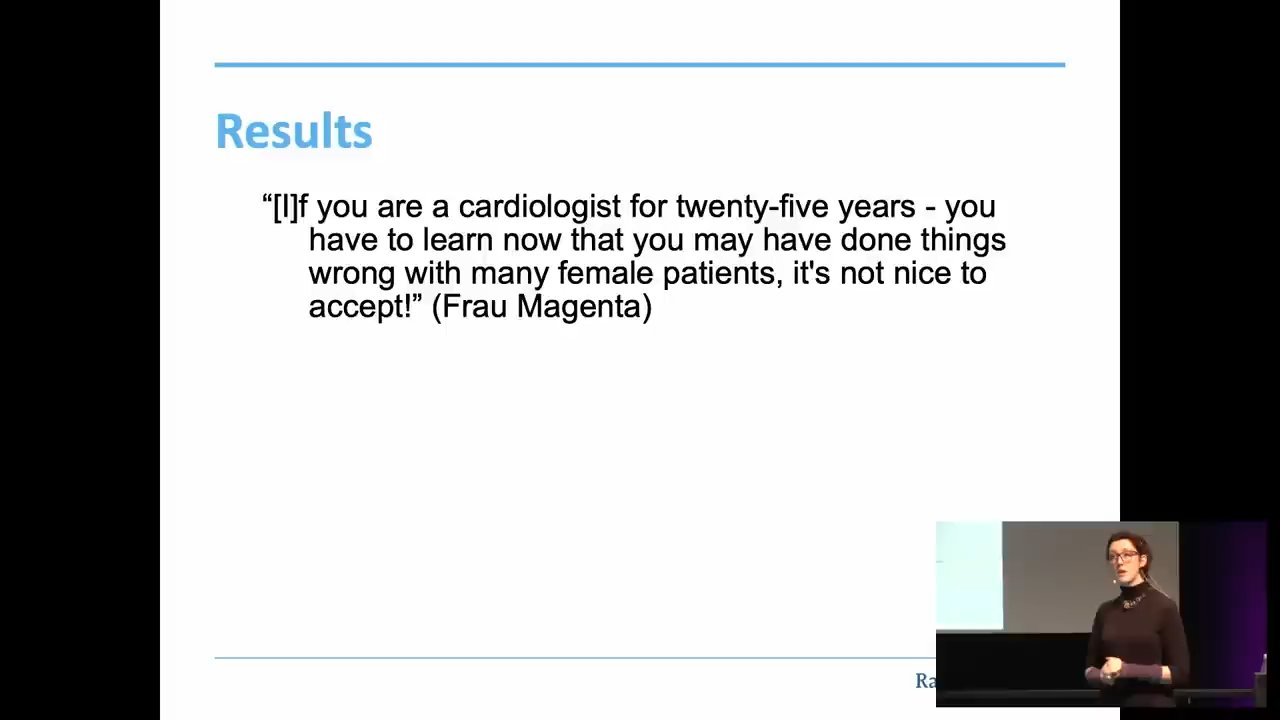 Results
“[I]f you are a cardiologist for twenty-five years - you
have to learn now that you may have done things
wrong with many female patients, it's not nice to
accept!” (Frau Magenta)